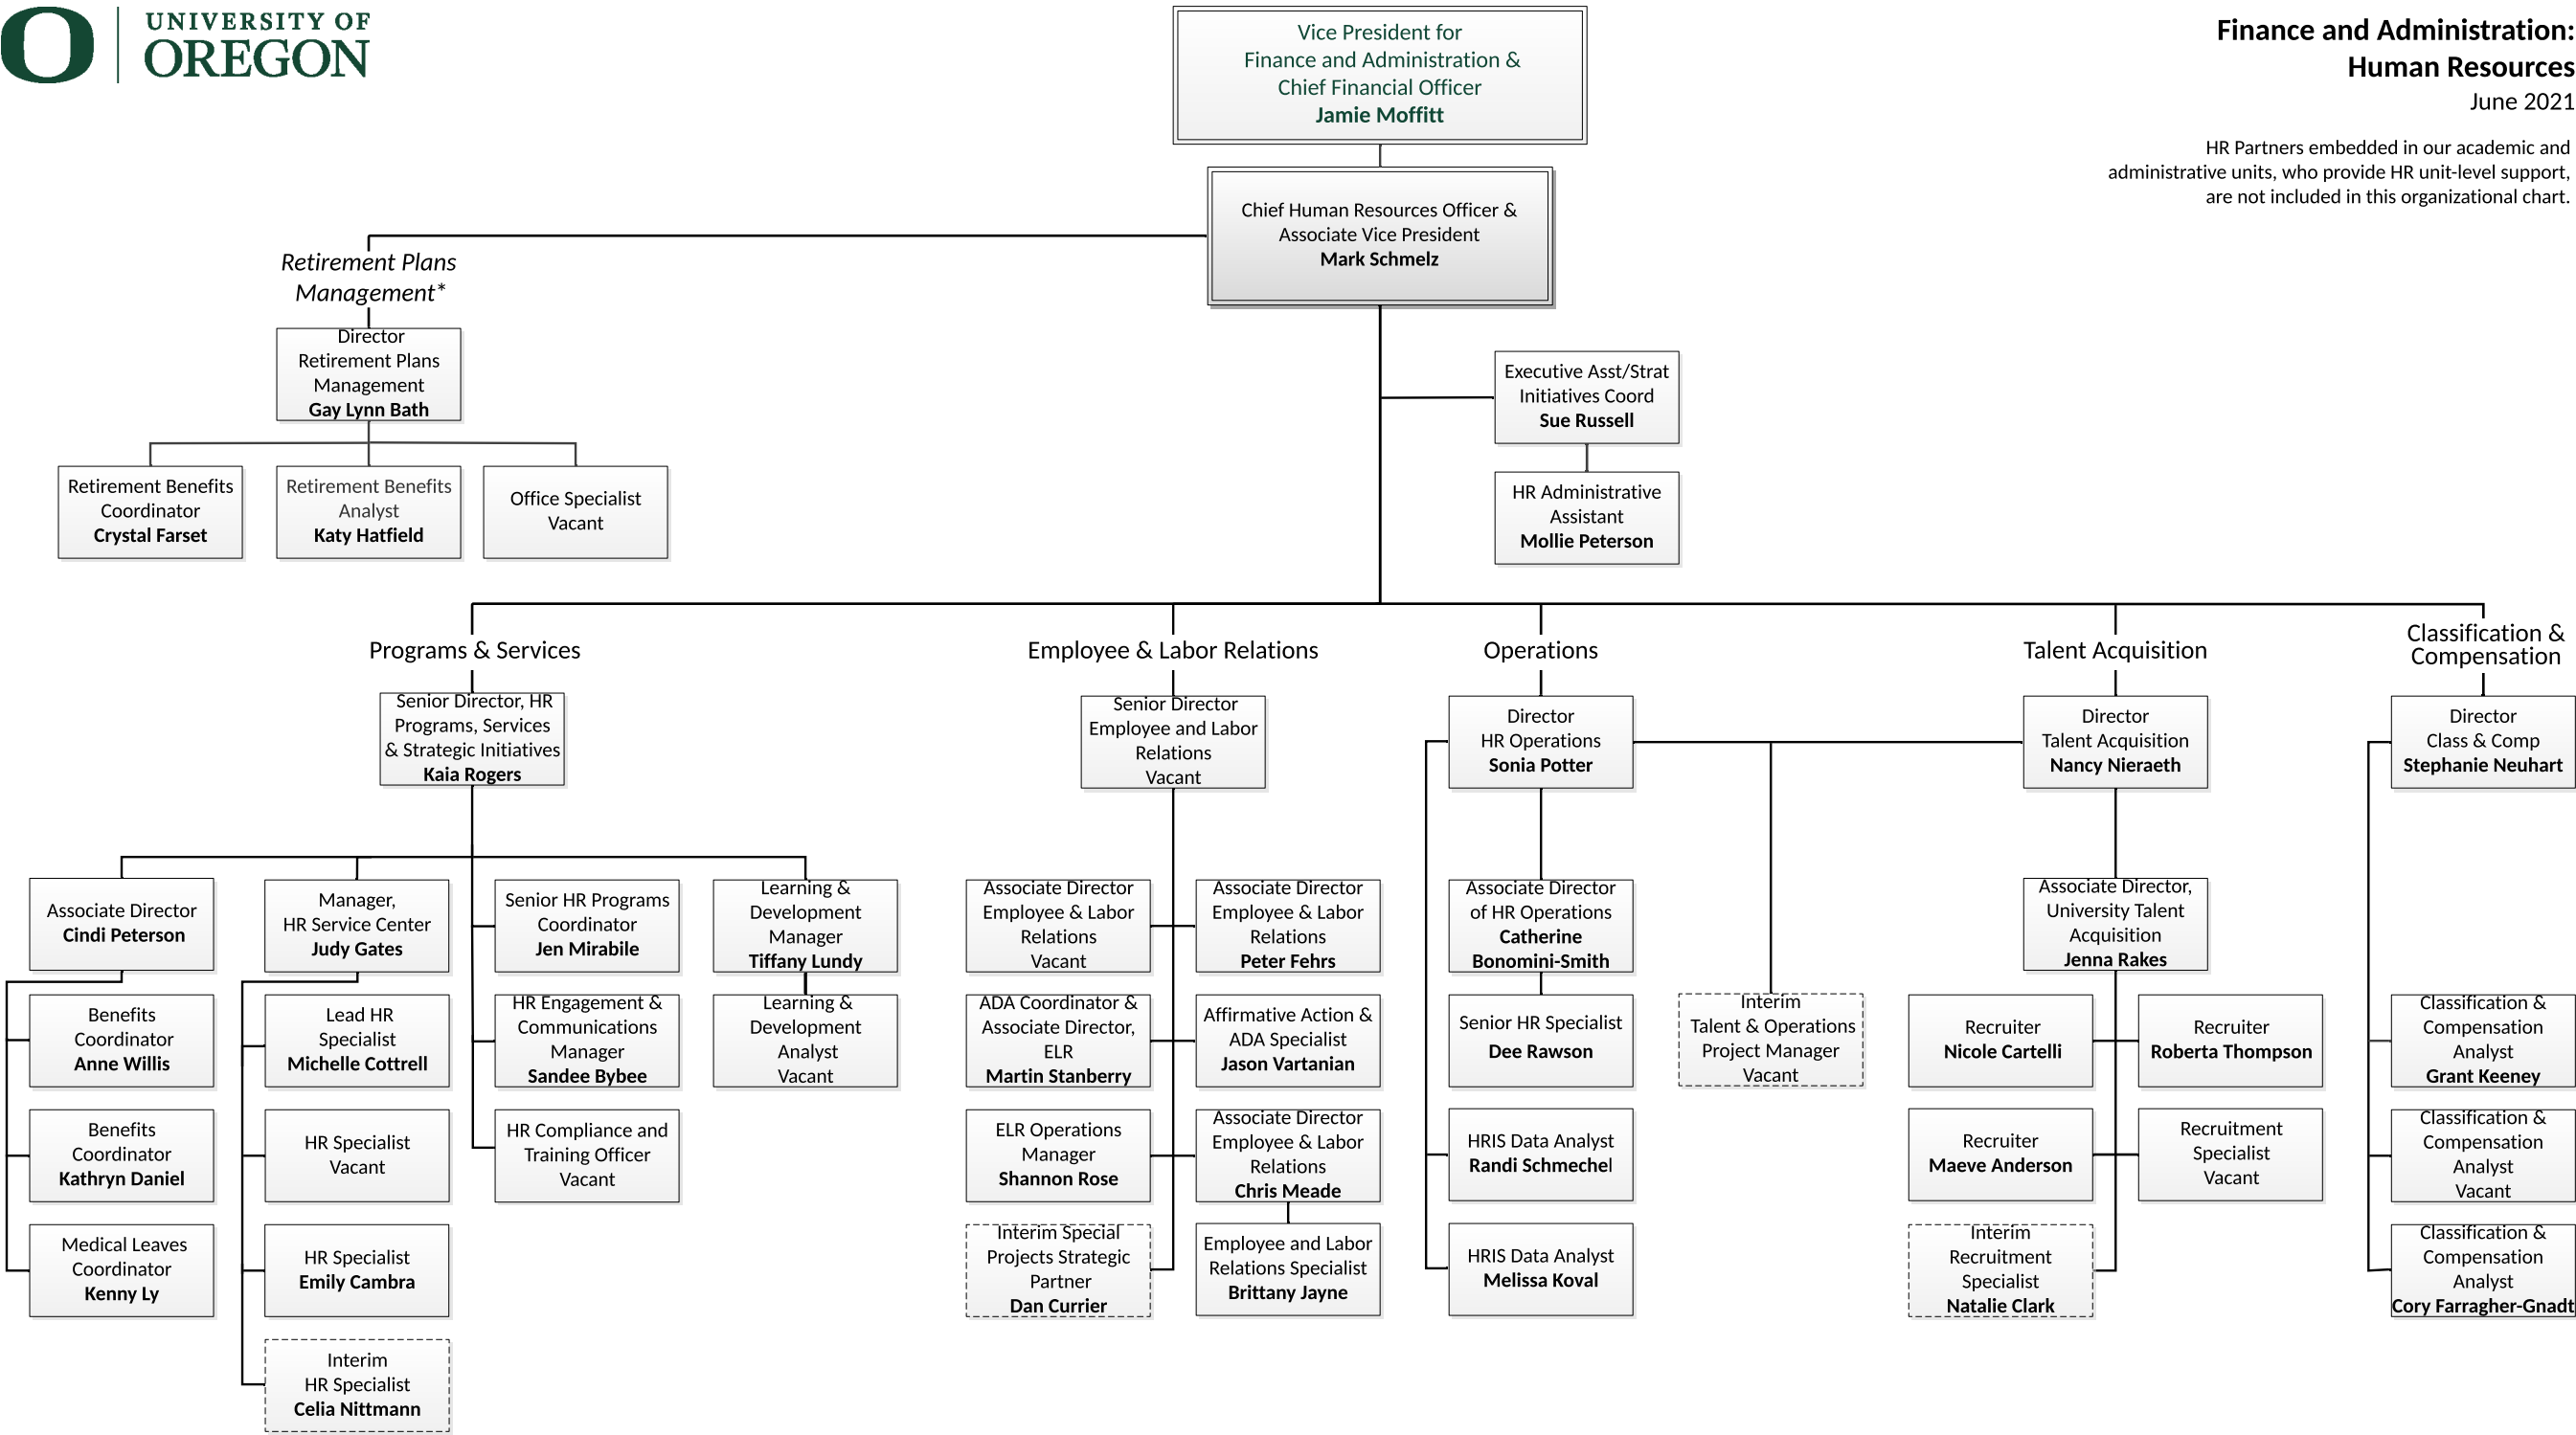 UNIVERSITY OF
OREGON
Vice President for
Finance and Administration &
Chief Financial Officer
Jamie Moffitt
Finance and Administration:
Human Resources
June 2021
HR Partners embedded in our academic and
administrative units, who provide HR unit-level support,
are not included in this organizational chart.
Chief Human Resources Officer &
Associate Vice President
Mark Schmelz
Retirement Plans
Management*
Director
Retirement Plans
Management
Gay Lynn Bath
Retirement Benefits
Coordinator
Crystal Farset
Retirement Benefits
Analyst
Katy Hatfield
Office Specialist
Vacant
Executive Asst/Strat
Initiatives Coord
Sue Russell
HR Administrative
Assistant
Mollie Peterson
Programs & Services
Senior Director, HR
Programs, Services
& Strategic Initiatives
Kaia Rogers
Associate Director
Cindi Peterson
Benefits
Coordinator
Anne Willis
Benefits
Coordinator
Kathryn Daniel
Medical Leaves
Coordinator
Kenny Ly
Manager,
HR Service Center
Judy Gates
Lead HR
Specialist
Michelle Cottrell
HR Specialist
Vacant
HR Specialist
Emily Cambra
Interim
HR Specialist
Celia Nittmann
Senior HR Programs
Coordinator
Jen Mirabile
HR Engagement &
Communications
Manager
Sandee Bybee
HR Compliance and
Training Officer
Vacant
Learning &
Development
Manager
Tiffany Lundy
Learning &
Development
Analyst
Vacant
Employee & Labor Relations
Senior Director
Employee and Labor
Relations
Vacant
Associate Director
Employee & Labor
Relations
Vacant
Associate Director
Employee & Labor
Relations
Peter Fehrs
ADA Coordinator &
Associate Director,
ELR
Martin Stanberry
Affirmative Action &
ADA Specialist
Jason Vartanian
ELR Operations
Manager
Shannon Rose
Associate Director
Employee & Labor
Relations
Chris Meade
Interim Special
Projects Strategic
Partner
Dan Currier
Employee and Labor
Relations Specialist
Brittany Jayne
Operations
Director
HR Operations
Sonia Potter
Associate Director
of HR Operations
Catherine
Bonomini-Smith
Senior HR Specialist
Dee Rawson
HRIS Data Analyst
Randi Schmechel
HRIS Data Analyst
Melissa Koval
Interim
Talent & Operations
Project Manager
Vacant
Talent Acquisition
Director
Talent Acquisition
Nancy Nieraeth
Associate Director,
University Talent
Acquisition
Jenna Rakes
Recruiter
Nicole Cartelli
Recruiter
Roberta Thompson
Recruiter
Maeve Anderson
Recruitment
Specialist
Vacant
Interim
Recruitment
Specialist
Natalie Clark
Classification &
Compensation
Director
Class & Comp
Stephanie Neuhart
Classification &
Compensation
Analyst
Grant Keeney
Classification &
Compensation
Analyst
Vacant
Classification &
Compensation
Analyst
Cory Farragher-Gnadt